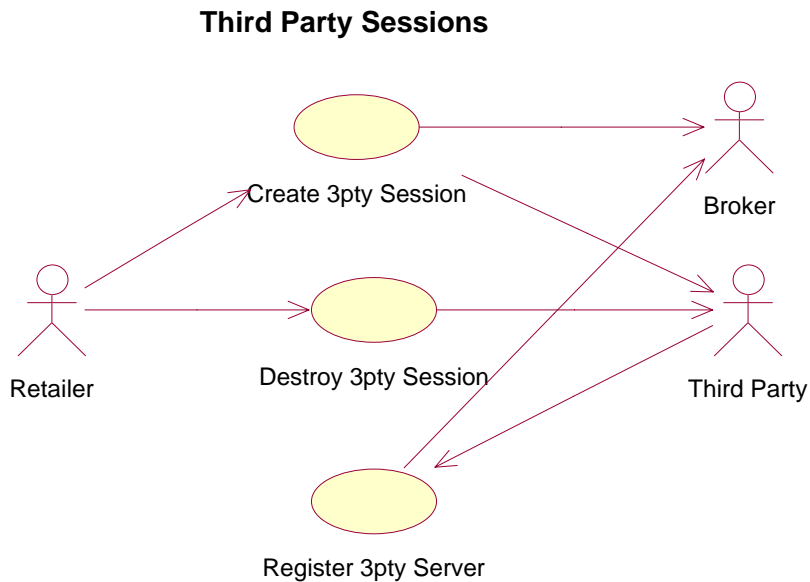 Third Party Sessions
Create 3pty Session
Broker
Retailer
Destroy 3pty Session
Third Party
Register 3pty Server